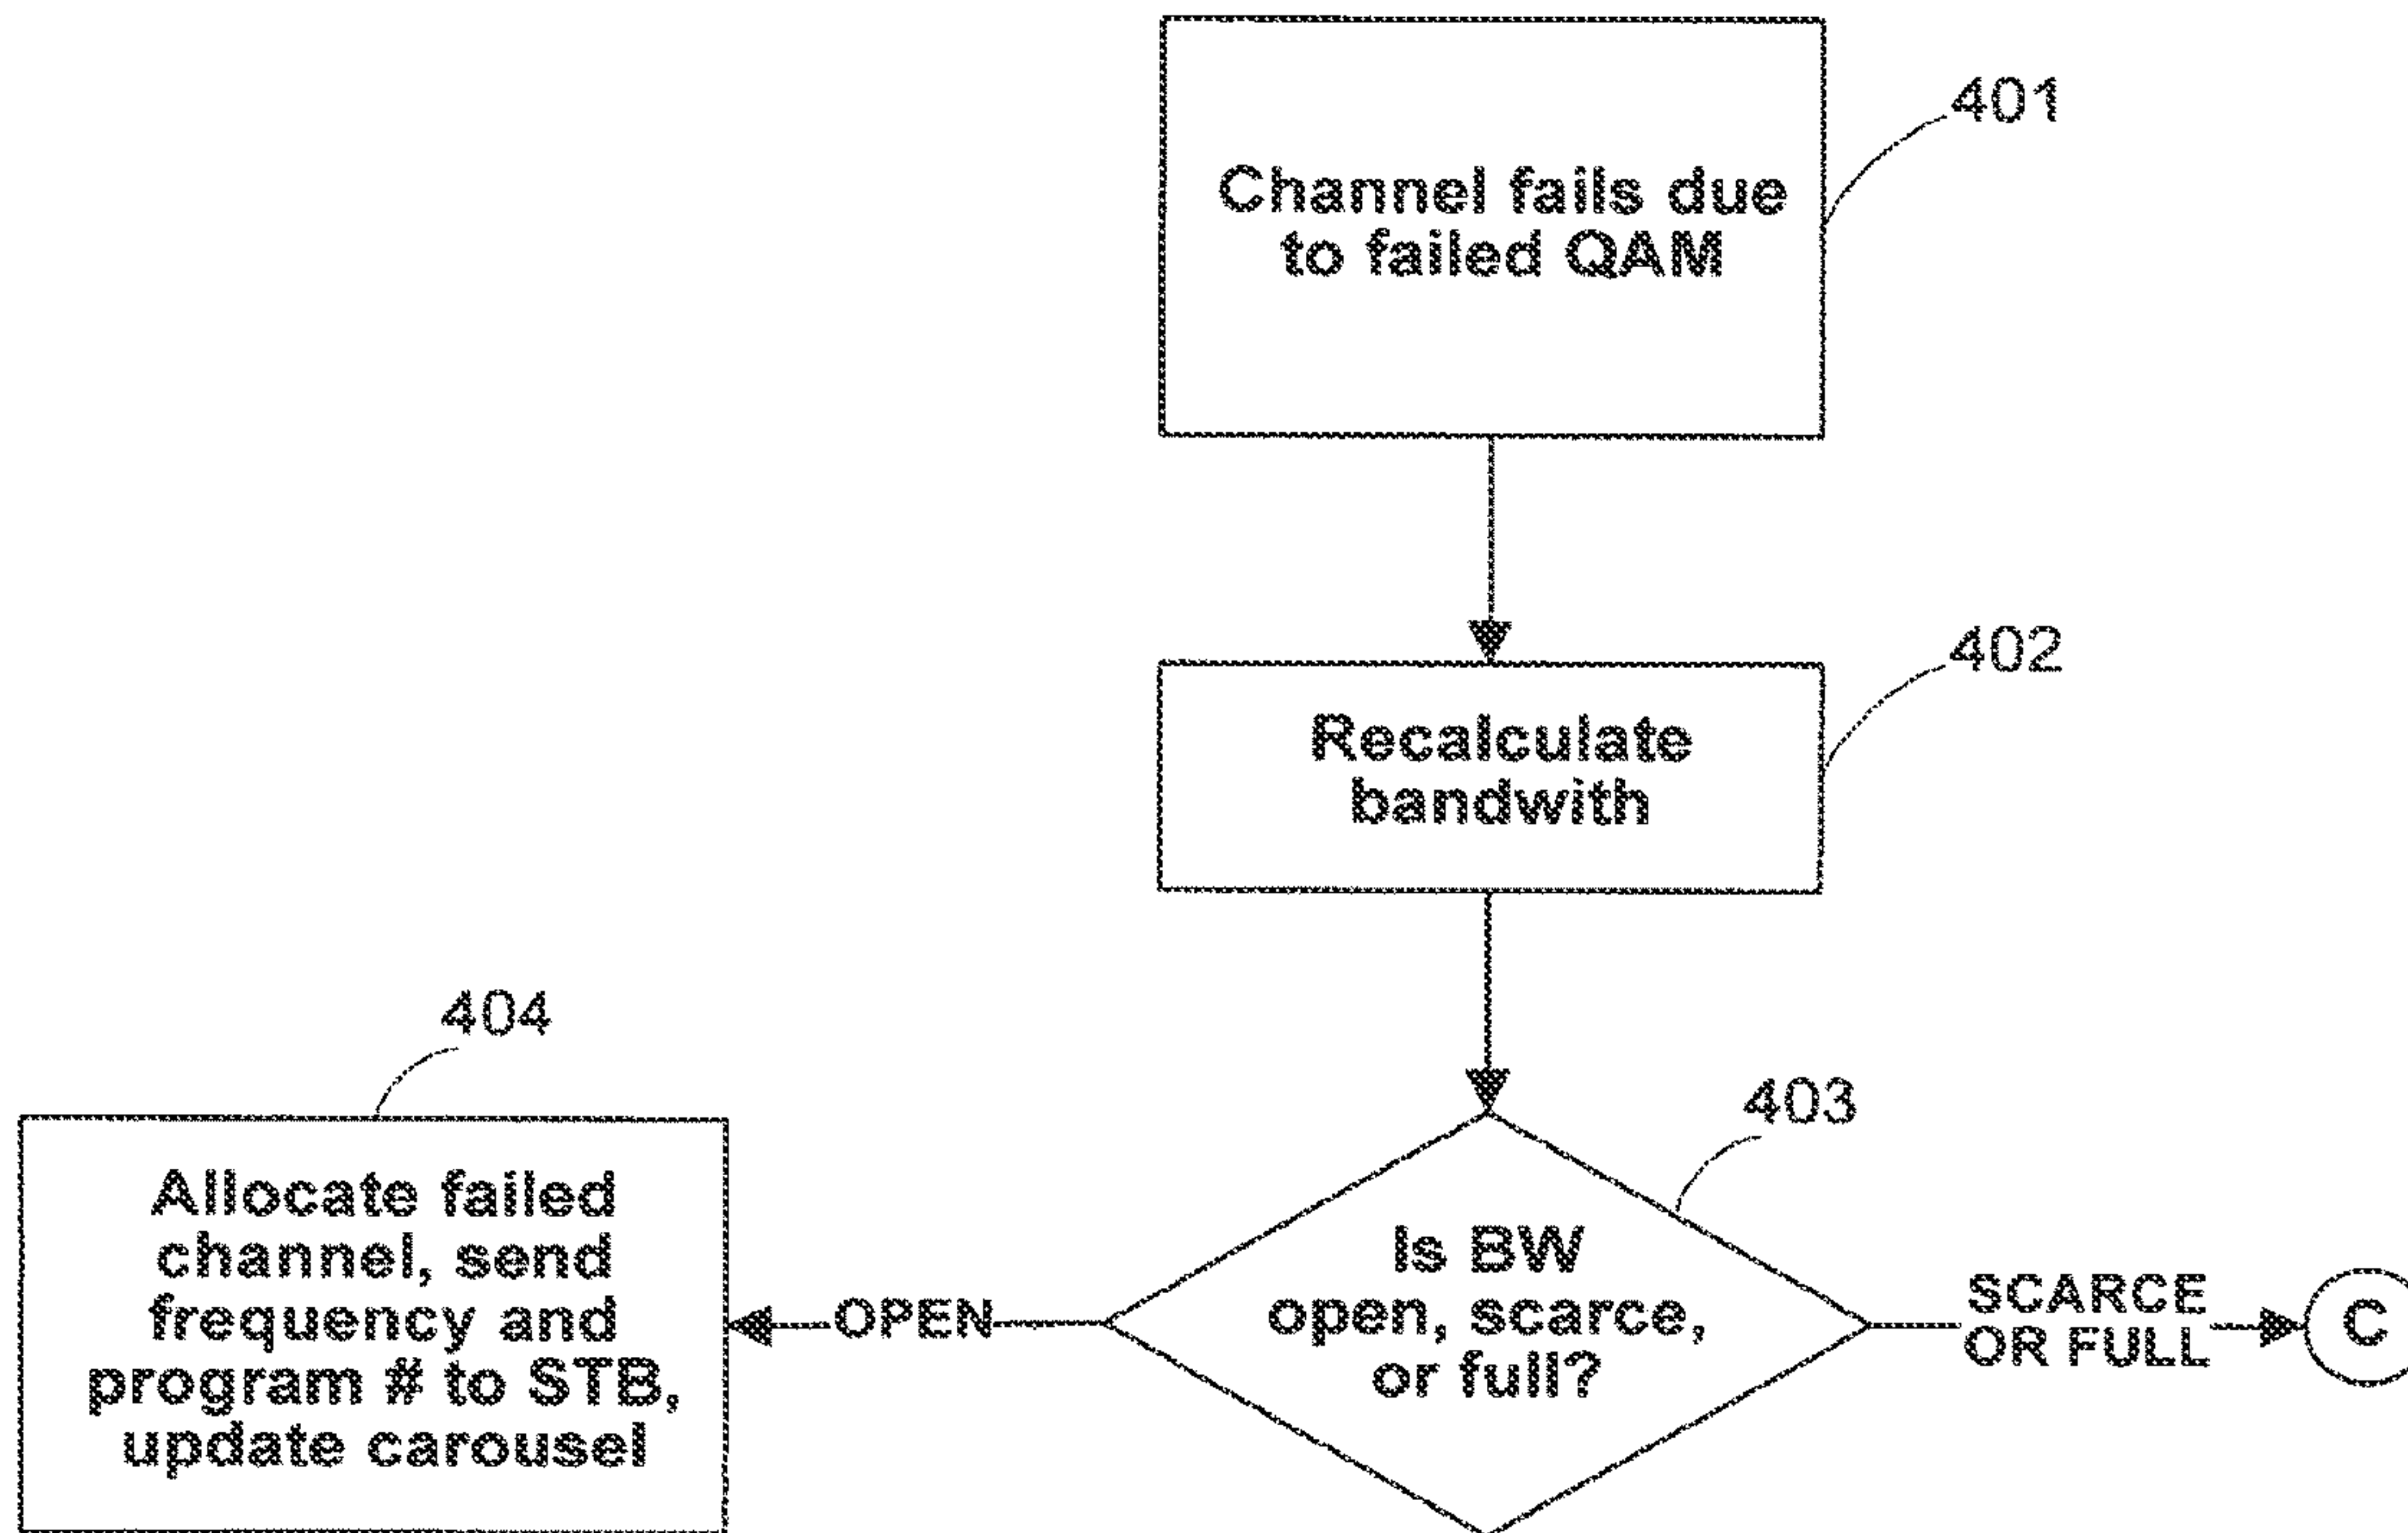 401
Channel fails due
to failed QAM
402
Recalculate
bandwith
404
403
Allocate failed
channel, send
frequency and
program # to STB,
update carousel
OPEN
Is BW
open, scarce,
or full?
SCARCE
OR FULL
C